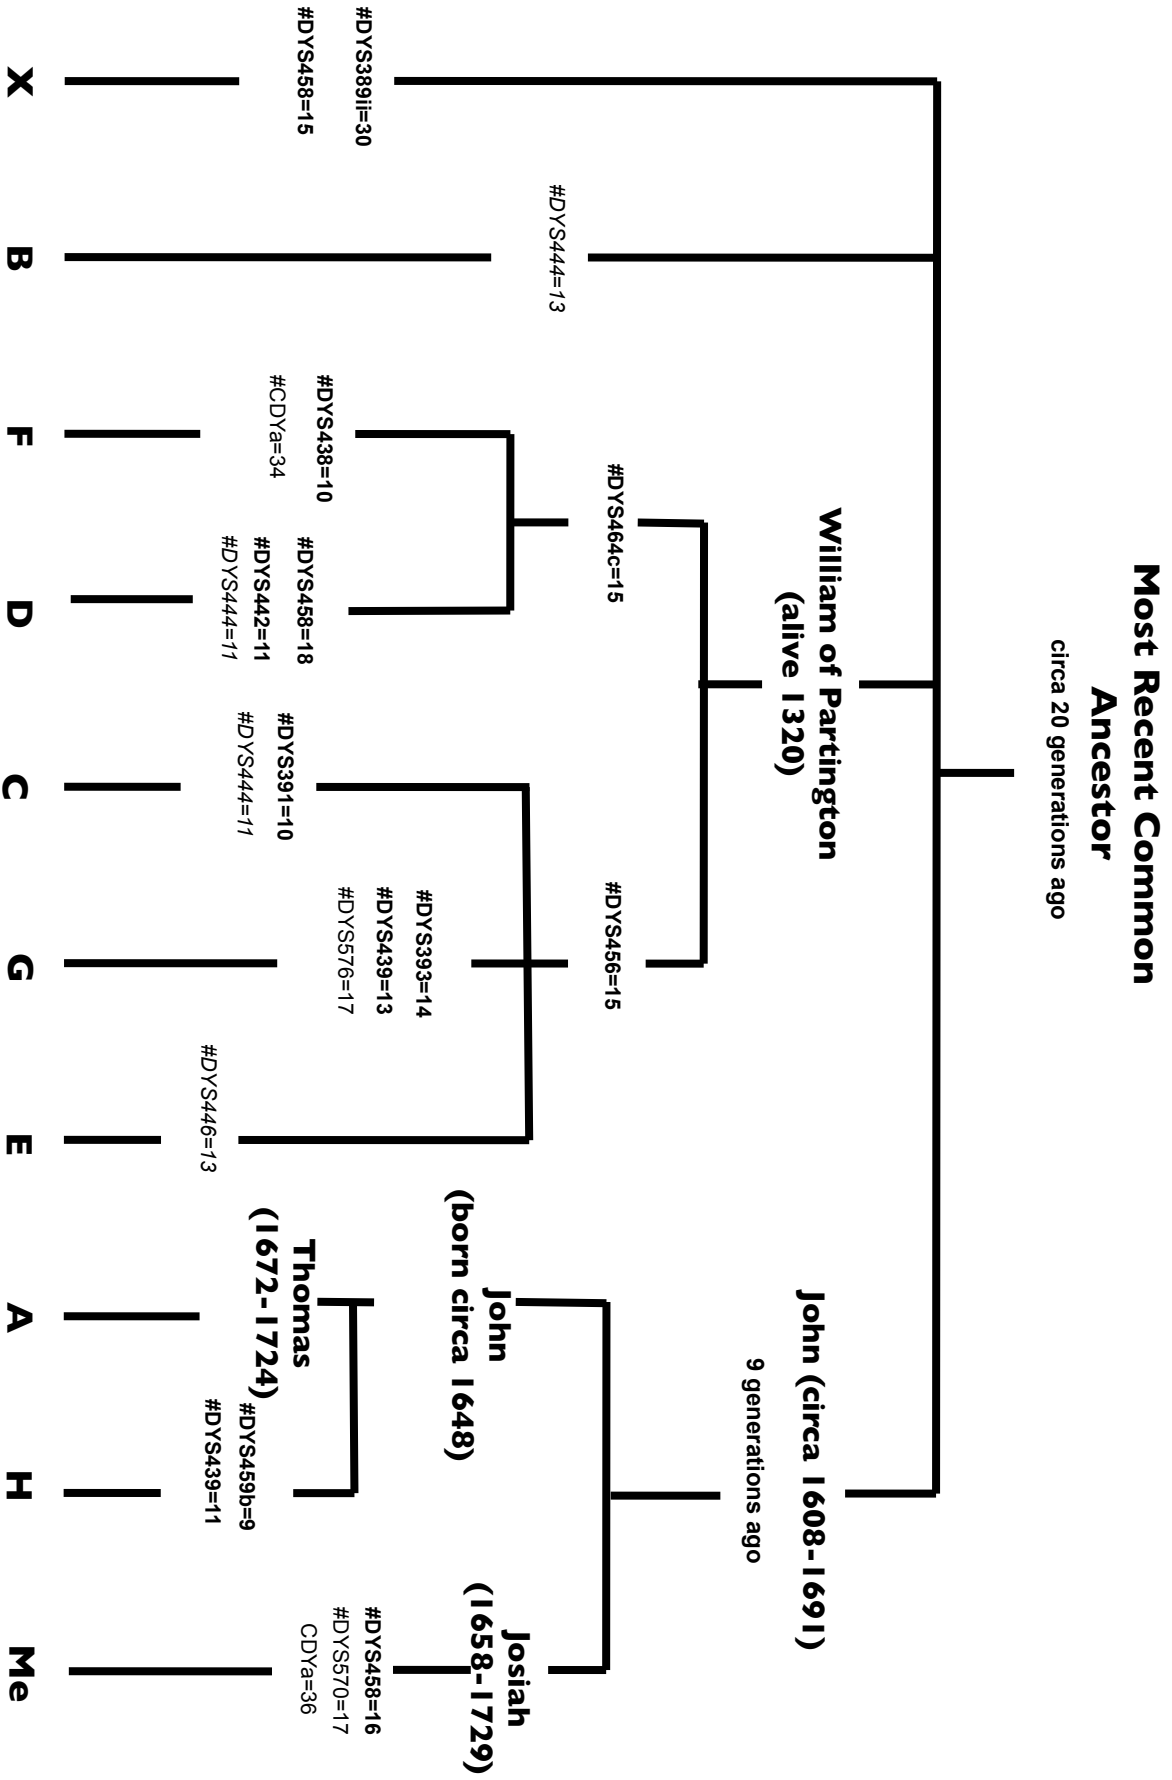 Most Recent Common
Ancestor
circa 20 generations ago
William of Partington
(alive 1320)
John (circa 1608-1691)
9 generations ago
#DYS464c=15
#DYS456=15
#DYS444=13
John
(born circa 1648)
Josiah
(1658-1729)
#DYS389ii=30
#DYS458=15
#DYS438=10
#CDYa=34
#DYS458=18
#DYS442=11
#DYS444=11
#DYS391=10
#DYS444=11
#DYS393=14
#DYS439=13
#DYS576=17
#DYS446=13
Thomas
(1672-1724)
#DYS459b=9
#DYS439=11
#DYS458=16
#DYS570=17
CDYa=36
X B F D C G E A H Me